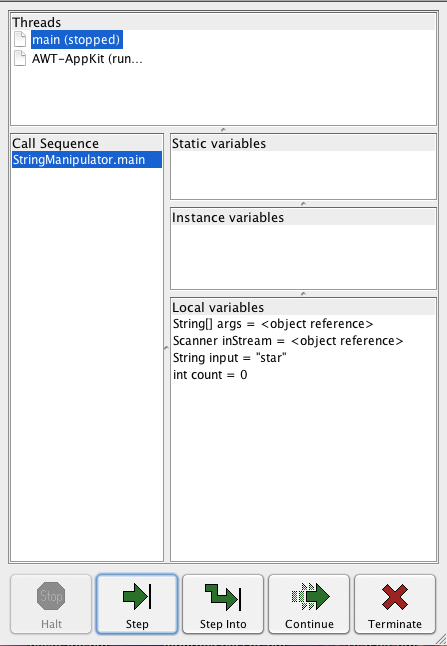 Threads
main (stopped)
AWT-AppKit (run...
Call Sequence
StringManipulator.main
Static variables
Instance variables
Local variables
String[] args = <object reference>
Scanner inStream = <object reference>
String input = "star"
int count = 0
Stop
Halt
Step
Step Into
Continue
Terminate